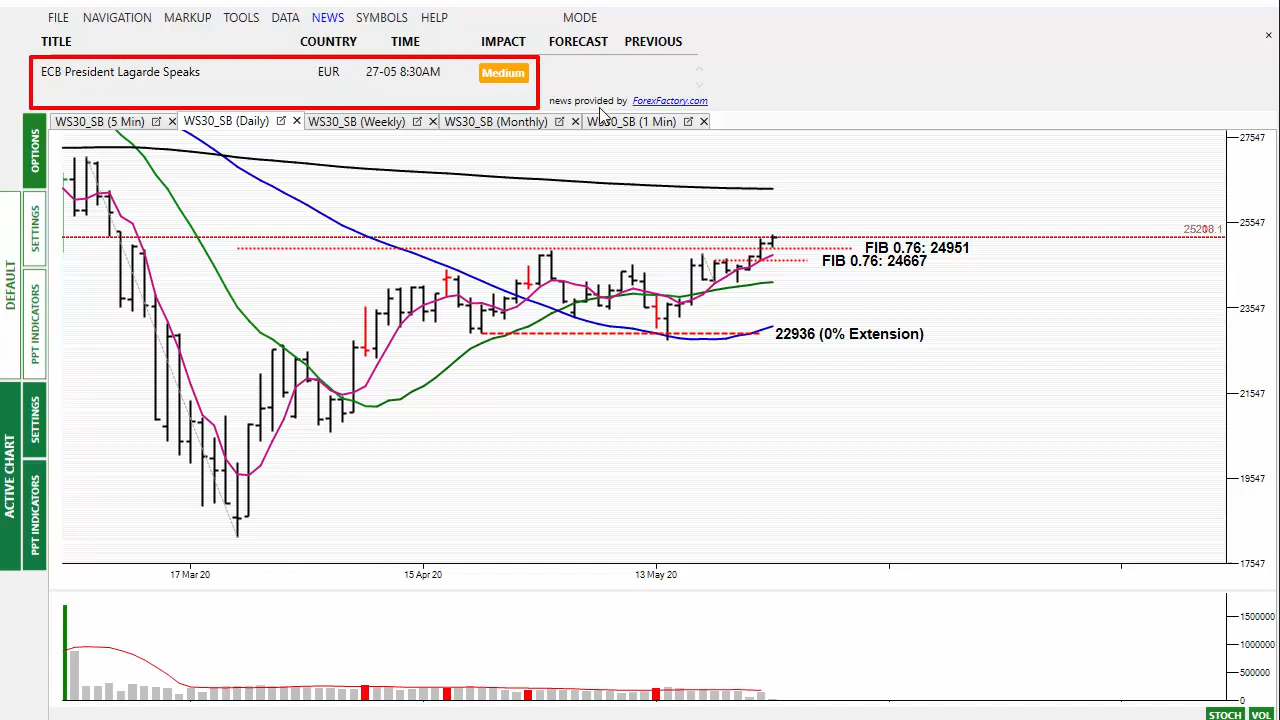 FILE NAVIGATION MARKUP TOOLS DATA NEWS SYMBOLS HELP MODE
TITLE COUNTRY TIME IMPACT FORECAST PREVIOUS
ECB President Lagarde Speaks EUR 27-05 8:30AM Medium
news provided by ForexFactory.com
WS30_SB (5 Min) WS30_SB (Daily) WS30_SB (Weekly) WS30_SB (Monthly) WS30_SB (1 Min)
OPTIONS
SETTINGS
PPT INDICATORS
DEFAULT
SETTINGS
PPT INDICATORS
ACTIVE CHART
27547
25547
FIB 0.76: 24951
FIB 0.76: 24667
23547
22936 (0% Extension)
21547
19547
17547
17 Mar 20 15 Apr 20 13 May 20
1500000
1000000
500000
0
STOCH VOL